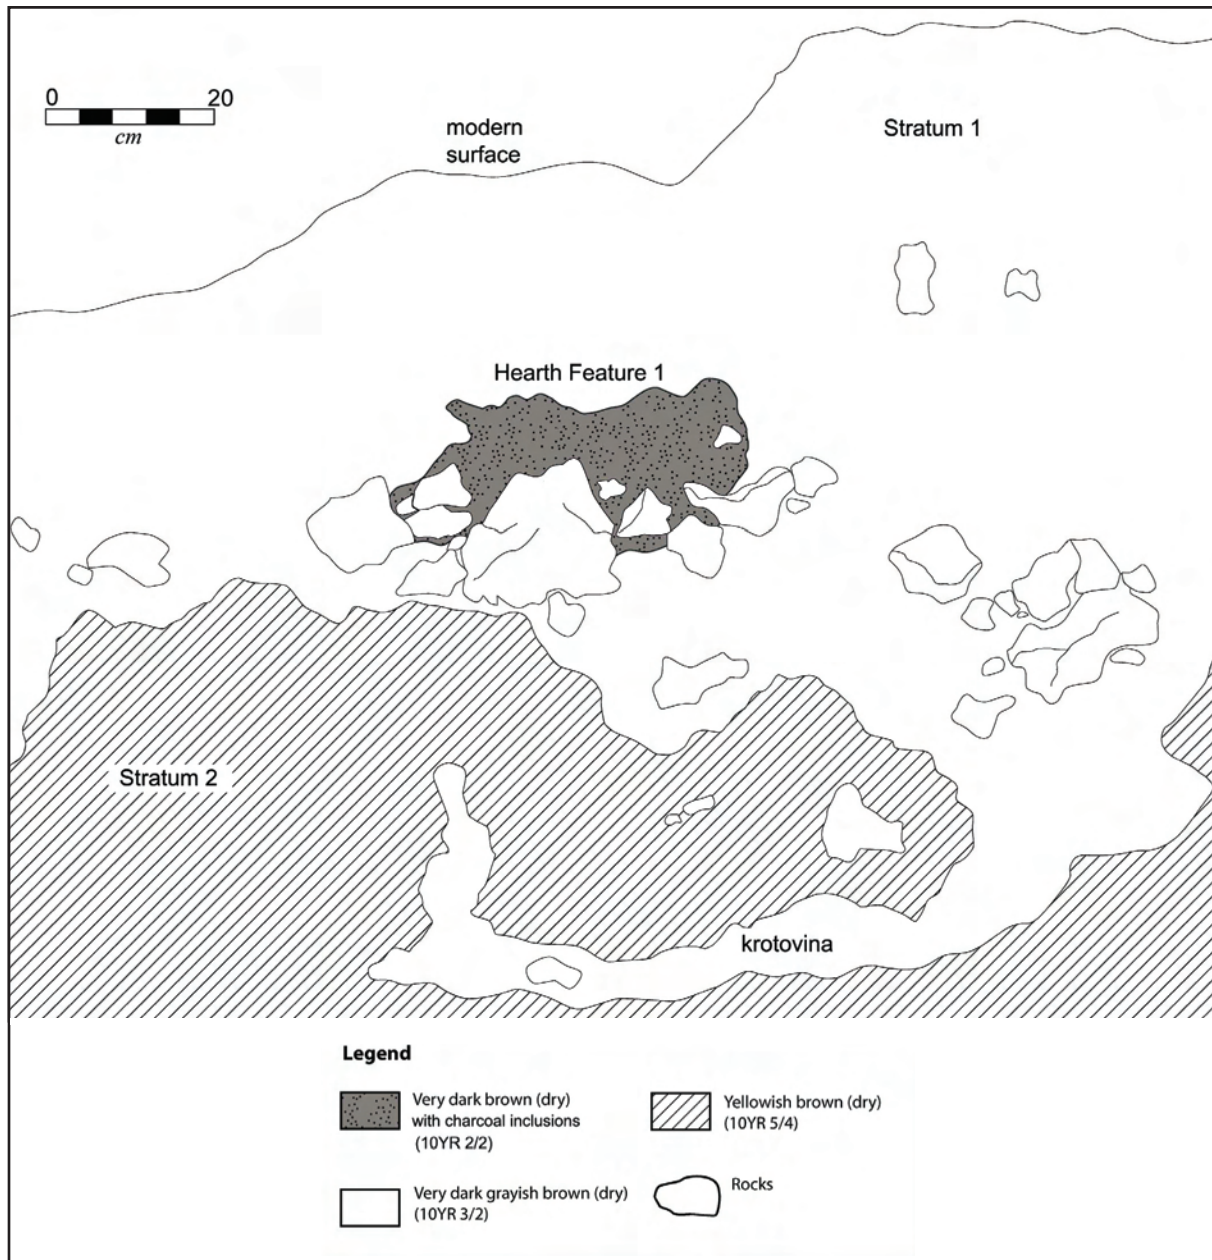 0 20
cm
modern
surface
Stratum 1
Hearth Feature 1
Stratum 2
krotovina
Legend
Very dark brown (dry)
with charcoal inclusions
(10YR 2/2)
Yellowish brown (dry)
(10YR 5/4)
Very dark grayish brown (dry)
(10YR 3/2)
Rocks